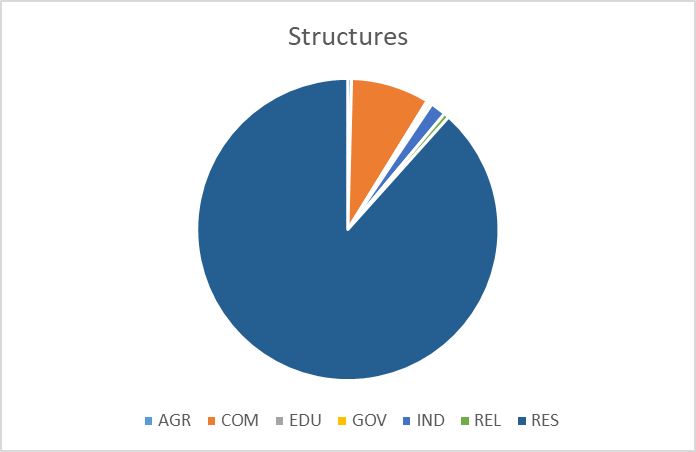 Structures
AGR COM EDU GOV IND REL RES